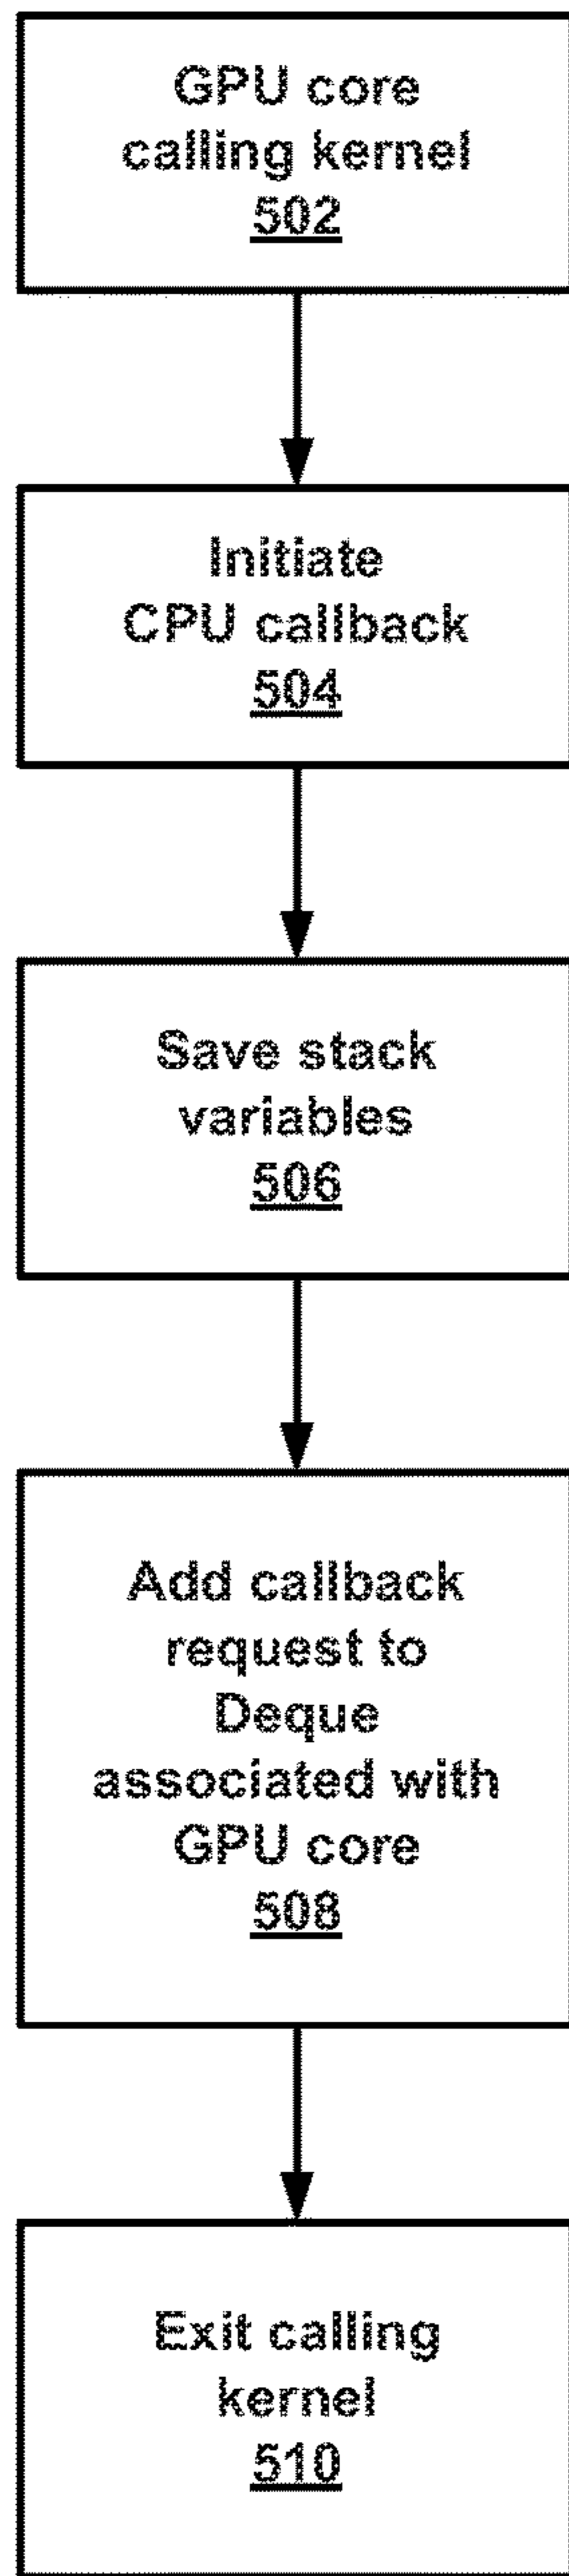 GPU core
calling kernel
502
Initiate
CPU callback
504
Save stack
variables
506
Add callback
request to
Deque
associated with
GPU core
508
Exit calling
kernel
510